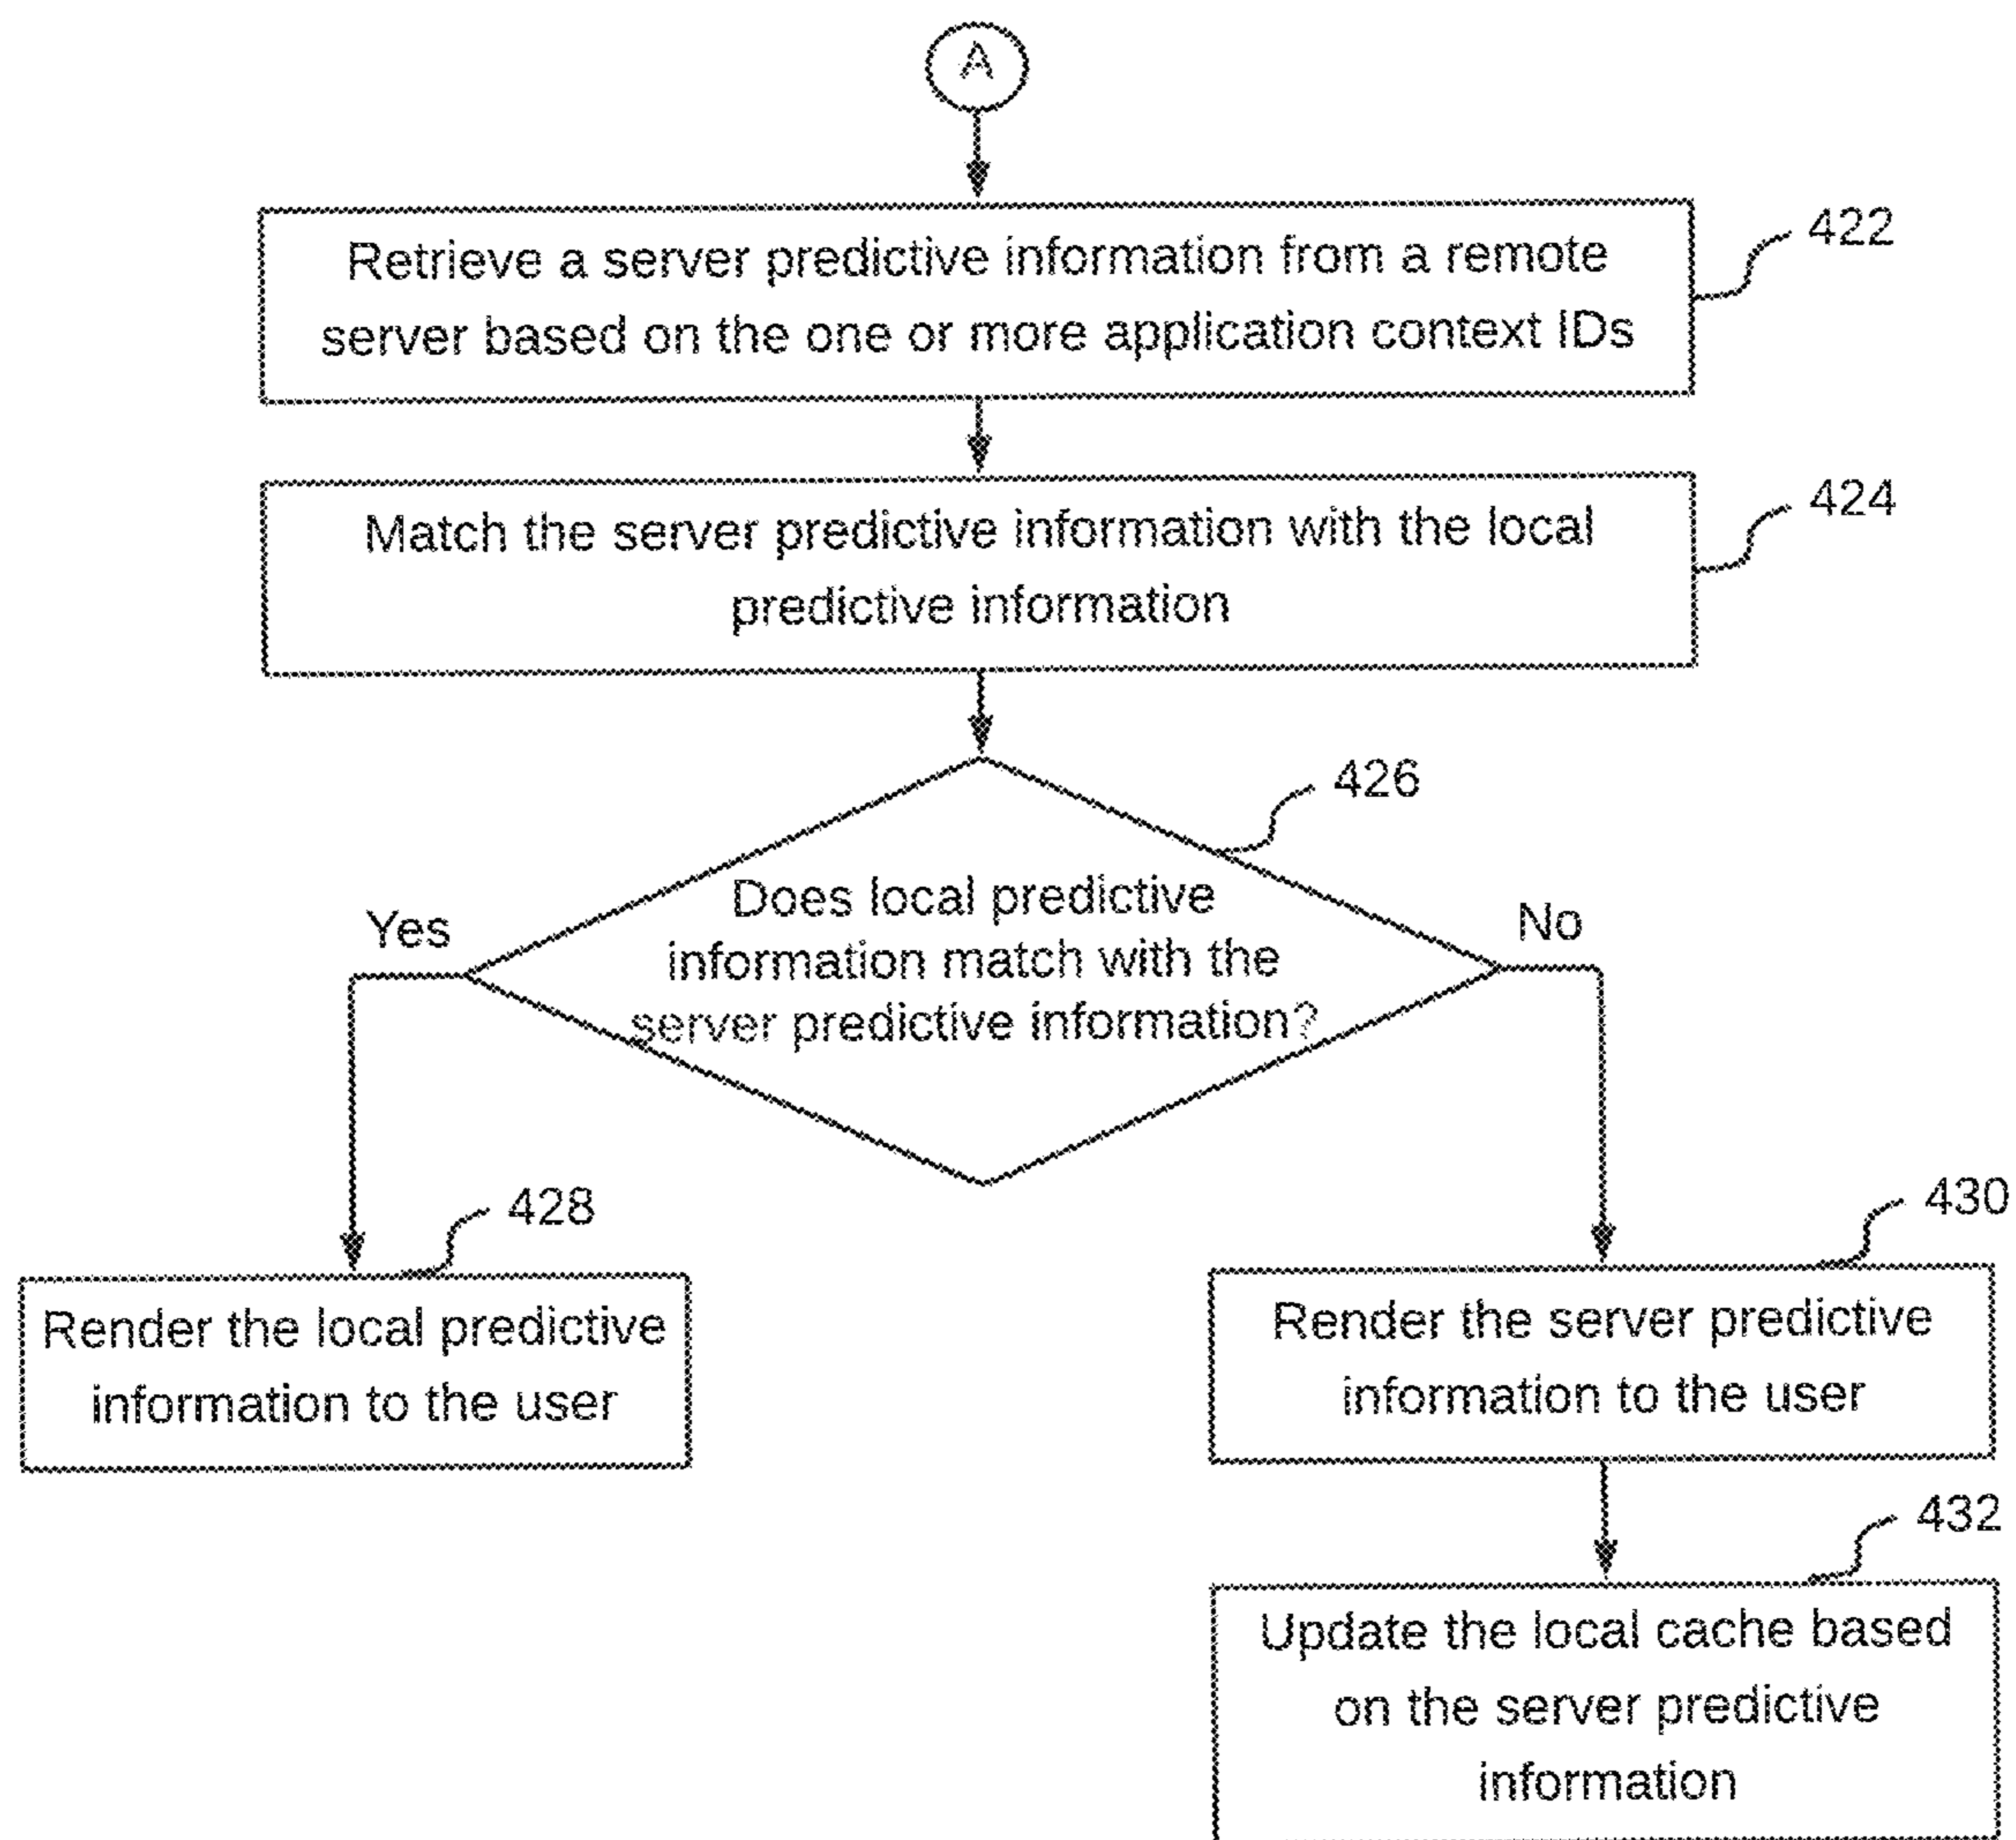 A
Retrieve a server predictive information from a remote
server based on the one or more application context IDs
422
Match the server predictive information with the local
predictive information
424
426
Does local predictive
information match with the
server predictive information?
Yes
No
428
Render the local predictive
information to the user
430
Render the server predictive
information to the user
432
Update the local cache based
on the server predictive
information